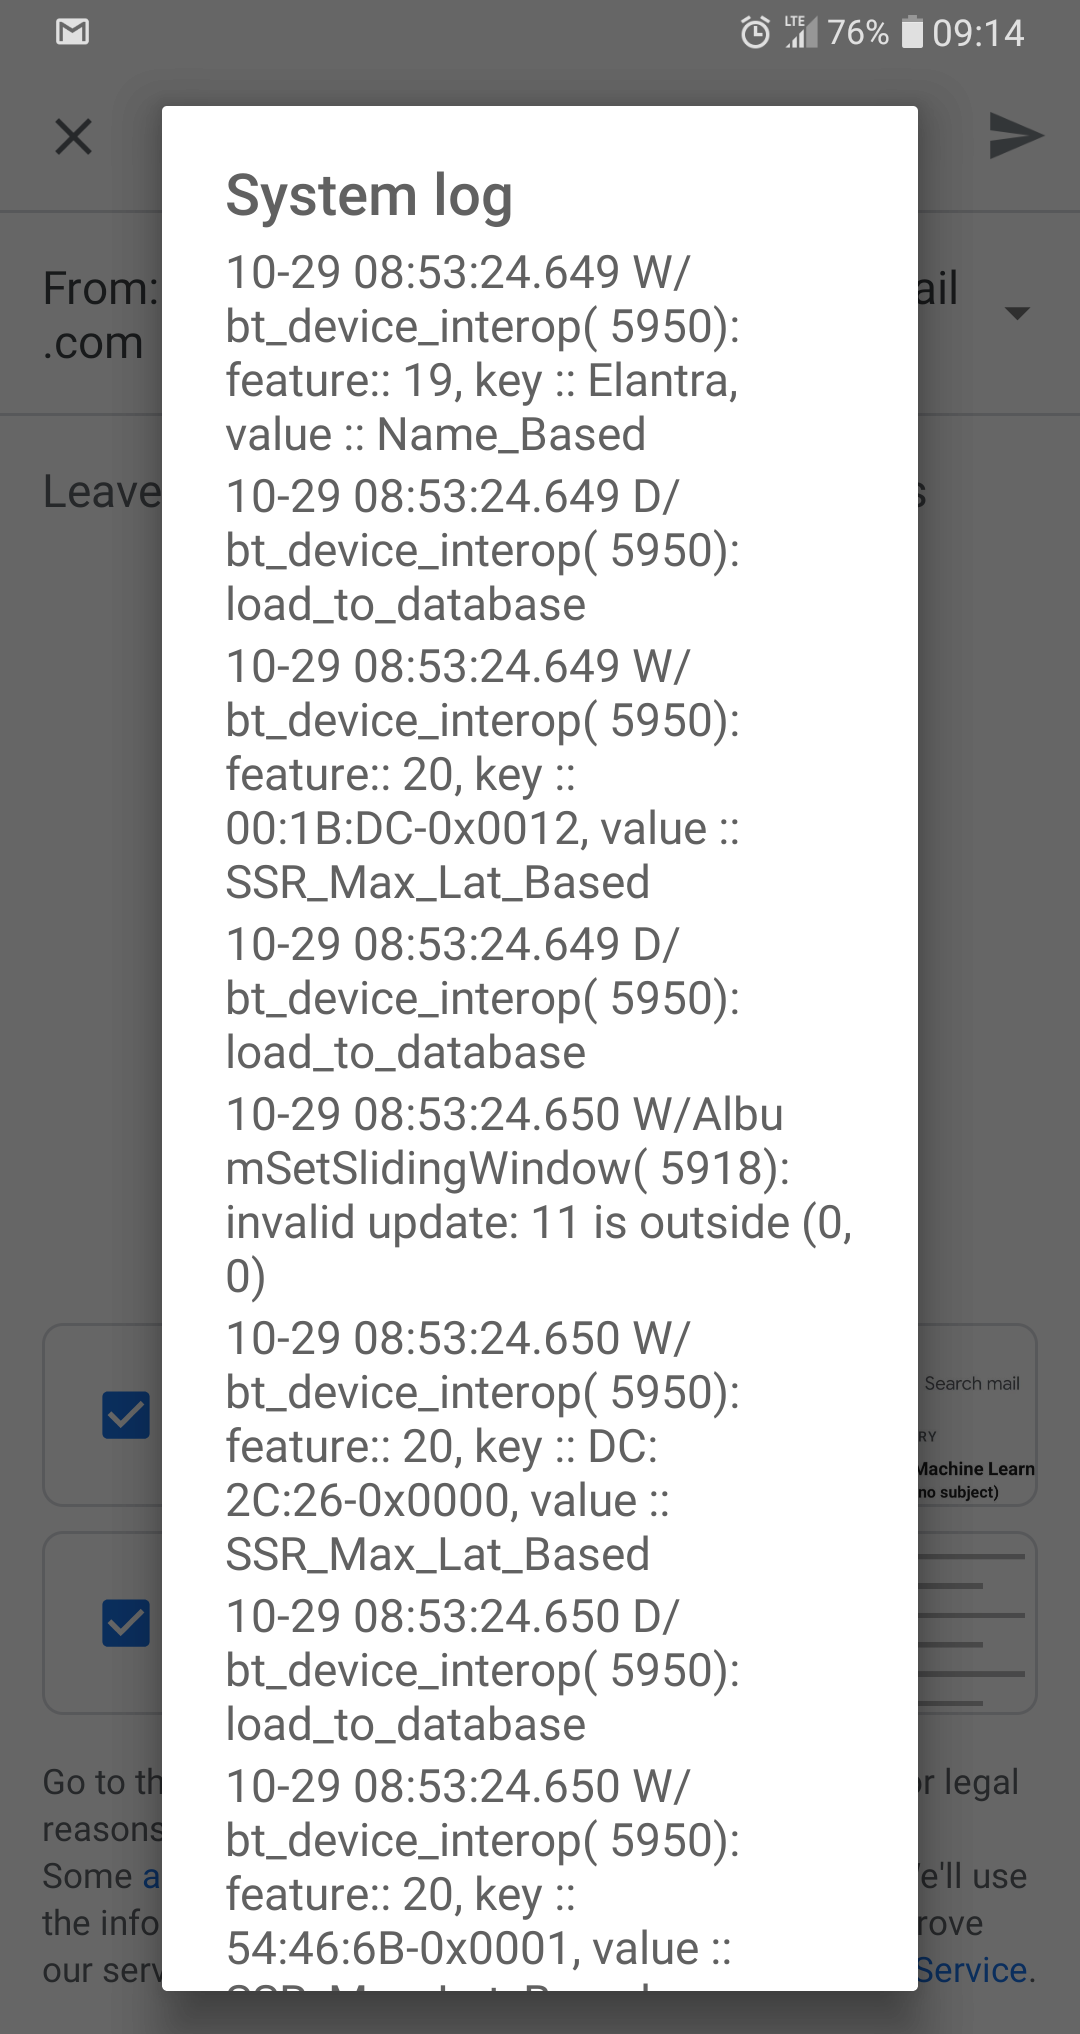 LTE 76% 09:14
System log
10-29 08:53:24.649 W/
bt_device_interop( 5950):
feature:: 19, key :: Elantra,
value :: Name_Based
10-29 08:53:24.649 D/
bt_device_interop( 5950):
load_to_database
10-29 08:53:24.649 W/
bt_device_interop( 5950):
feature:: 20, key ::
00:1B:DC-0x0012, value ::
SSR_Max_Lat_Based
10-29 08:53:24.649 D/
bt_device_interop( 5950):
load_to_database
10-29 08:53:24.650 W/Albu
mSetSlidingWindow( 5918):
invalid update: 11 is outside (0,
0)
10-29 08:53:24.650 W/
bt_device_interop( 5950):
feature:: 20, key :: DC:
2C:26-0x0000, value ::
SSR_Max_Lat_Based
10-29 08:53:24.650 D/
bt_device_interop( 5950):
load_to_database
10-29 08:53:24.650 W/
bt_device_interop( 5950):
feature:: 20, key ::
54:46:6B-0x0001, value ::
From: ail
.com
Leave
Search mail
RY
Machine Learn
no subject)
Go to th or legal
reasons
Some a e'll use
the info rove
our serv Service.